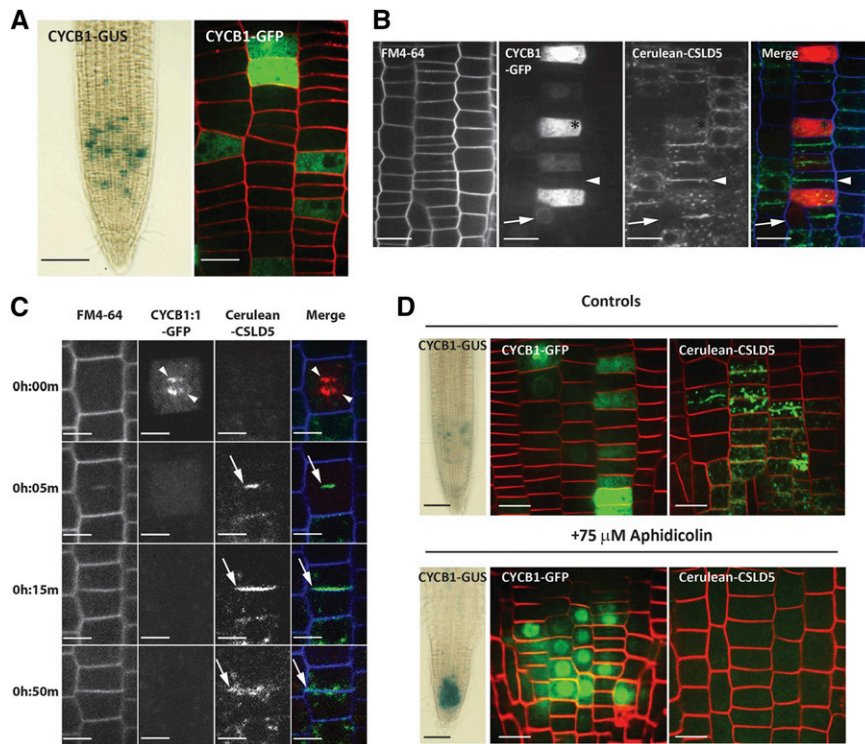 A
CYCB1-GUS
CYCB1-GFP
B
FM4-64
CYCB1
-GFP
Cerulean-CSLD5
Merge
*
*
*
C
FM4-64
CYCB1:1
-GFP
Cerulean
-CSLD5
Merge
0h:00m
0h:05m
0h:15m
0h:50m
D
Controls
CYCB1-GUS
CYCB1-GFP
Cerulean-CSLD5
+75 μM Aphidicolin
CYCB1-GUS
CYCB1-GFP
Cerulean-CSLD5